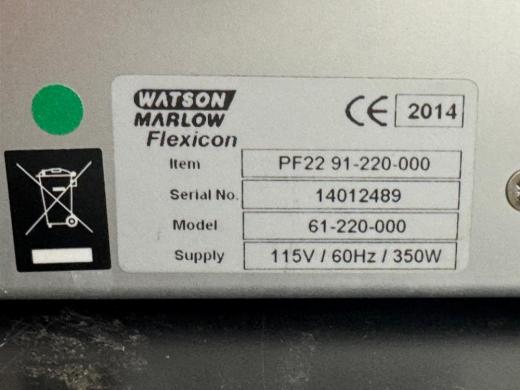 WATSON
MARLOW
Flexicon
CE 2014
Item PF22 91-220-000
Serial No. 14012489
Model 61-220-000
Supply 115V / 60Hz / 350W